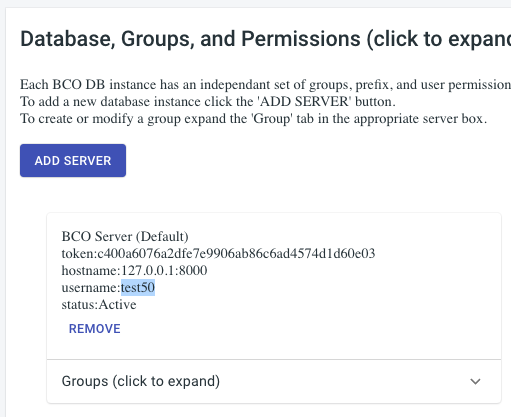 Database, Groups, and Permissions (click to expand
Each BCO DB instance has an independant set of groups, prefix, and user permission
To add a new database instance click the 'ADD SERVER' button.
To create or modify a group expand the 'Group' tab in the appropriate server box.
ADD SERVER
BCO Server (Default)
token:c400a6076a2dfe7e9906ab86c6ad4574d1d60e03
hostname:127.0.0.1:8000
username:test50
status:Active
REMOVE
Groups (click to expand)